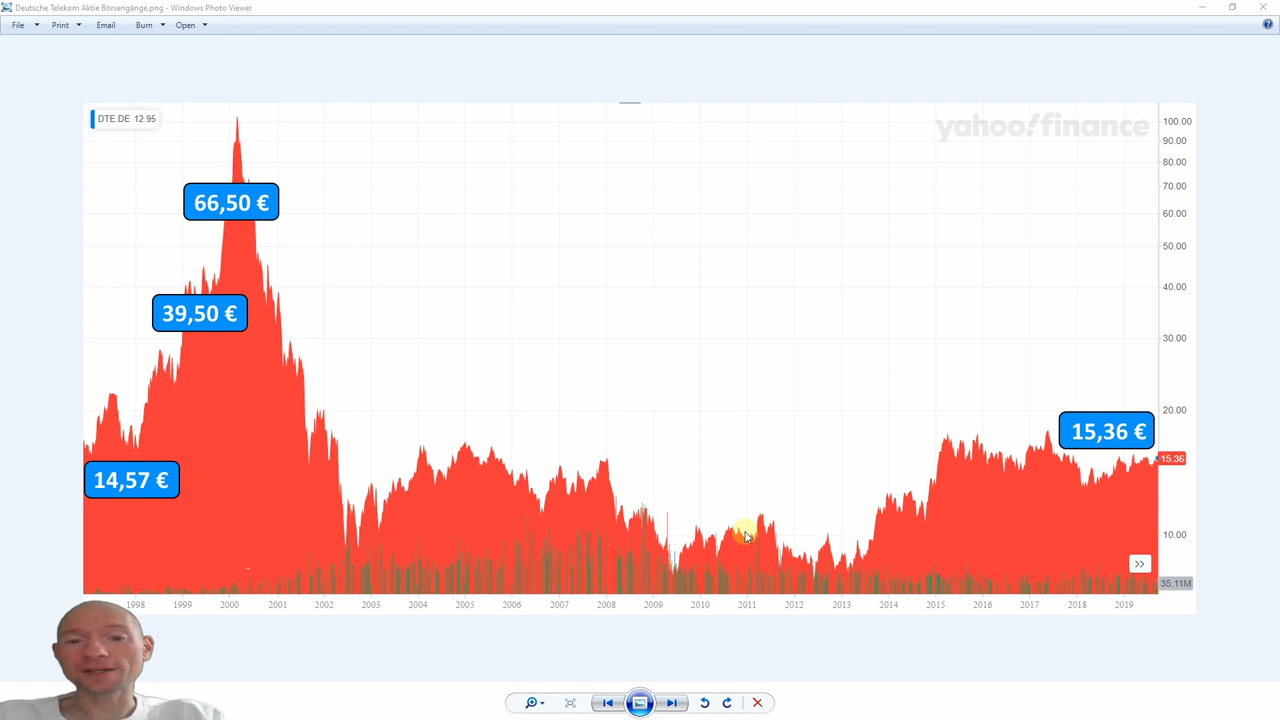 Deutsche Telekom Aktie Börsengänge.png - Windows Photo Viewer
File Print Email Burn Open
DTE.DE 12.95
yahoo!finance
100.00
90.00
80.00
70.00
66,50 €
60.00
50.00
40.00
39,50 €
30.00
20.00
15,36 €
15.36
14,57 €
10.00
»
35.11M
1998 1999 2000 2001 2002 2003 2004 2005 2006 2007 2008 2009 2010 2011 2012 2013 2014 2015 2016 2017 2018 2019